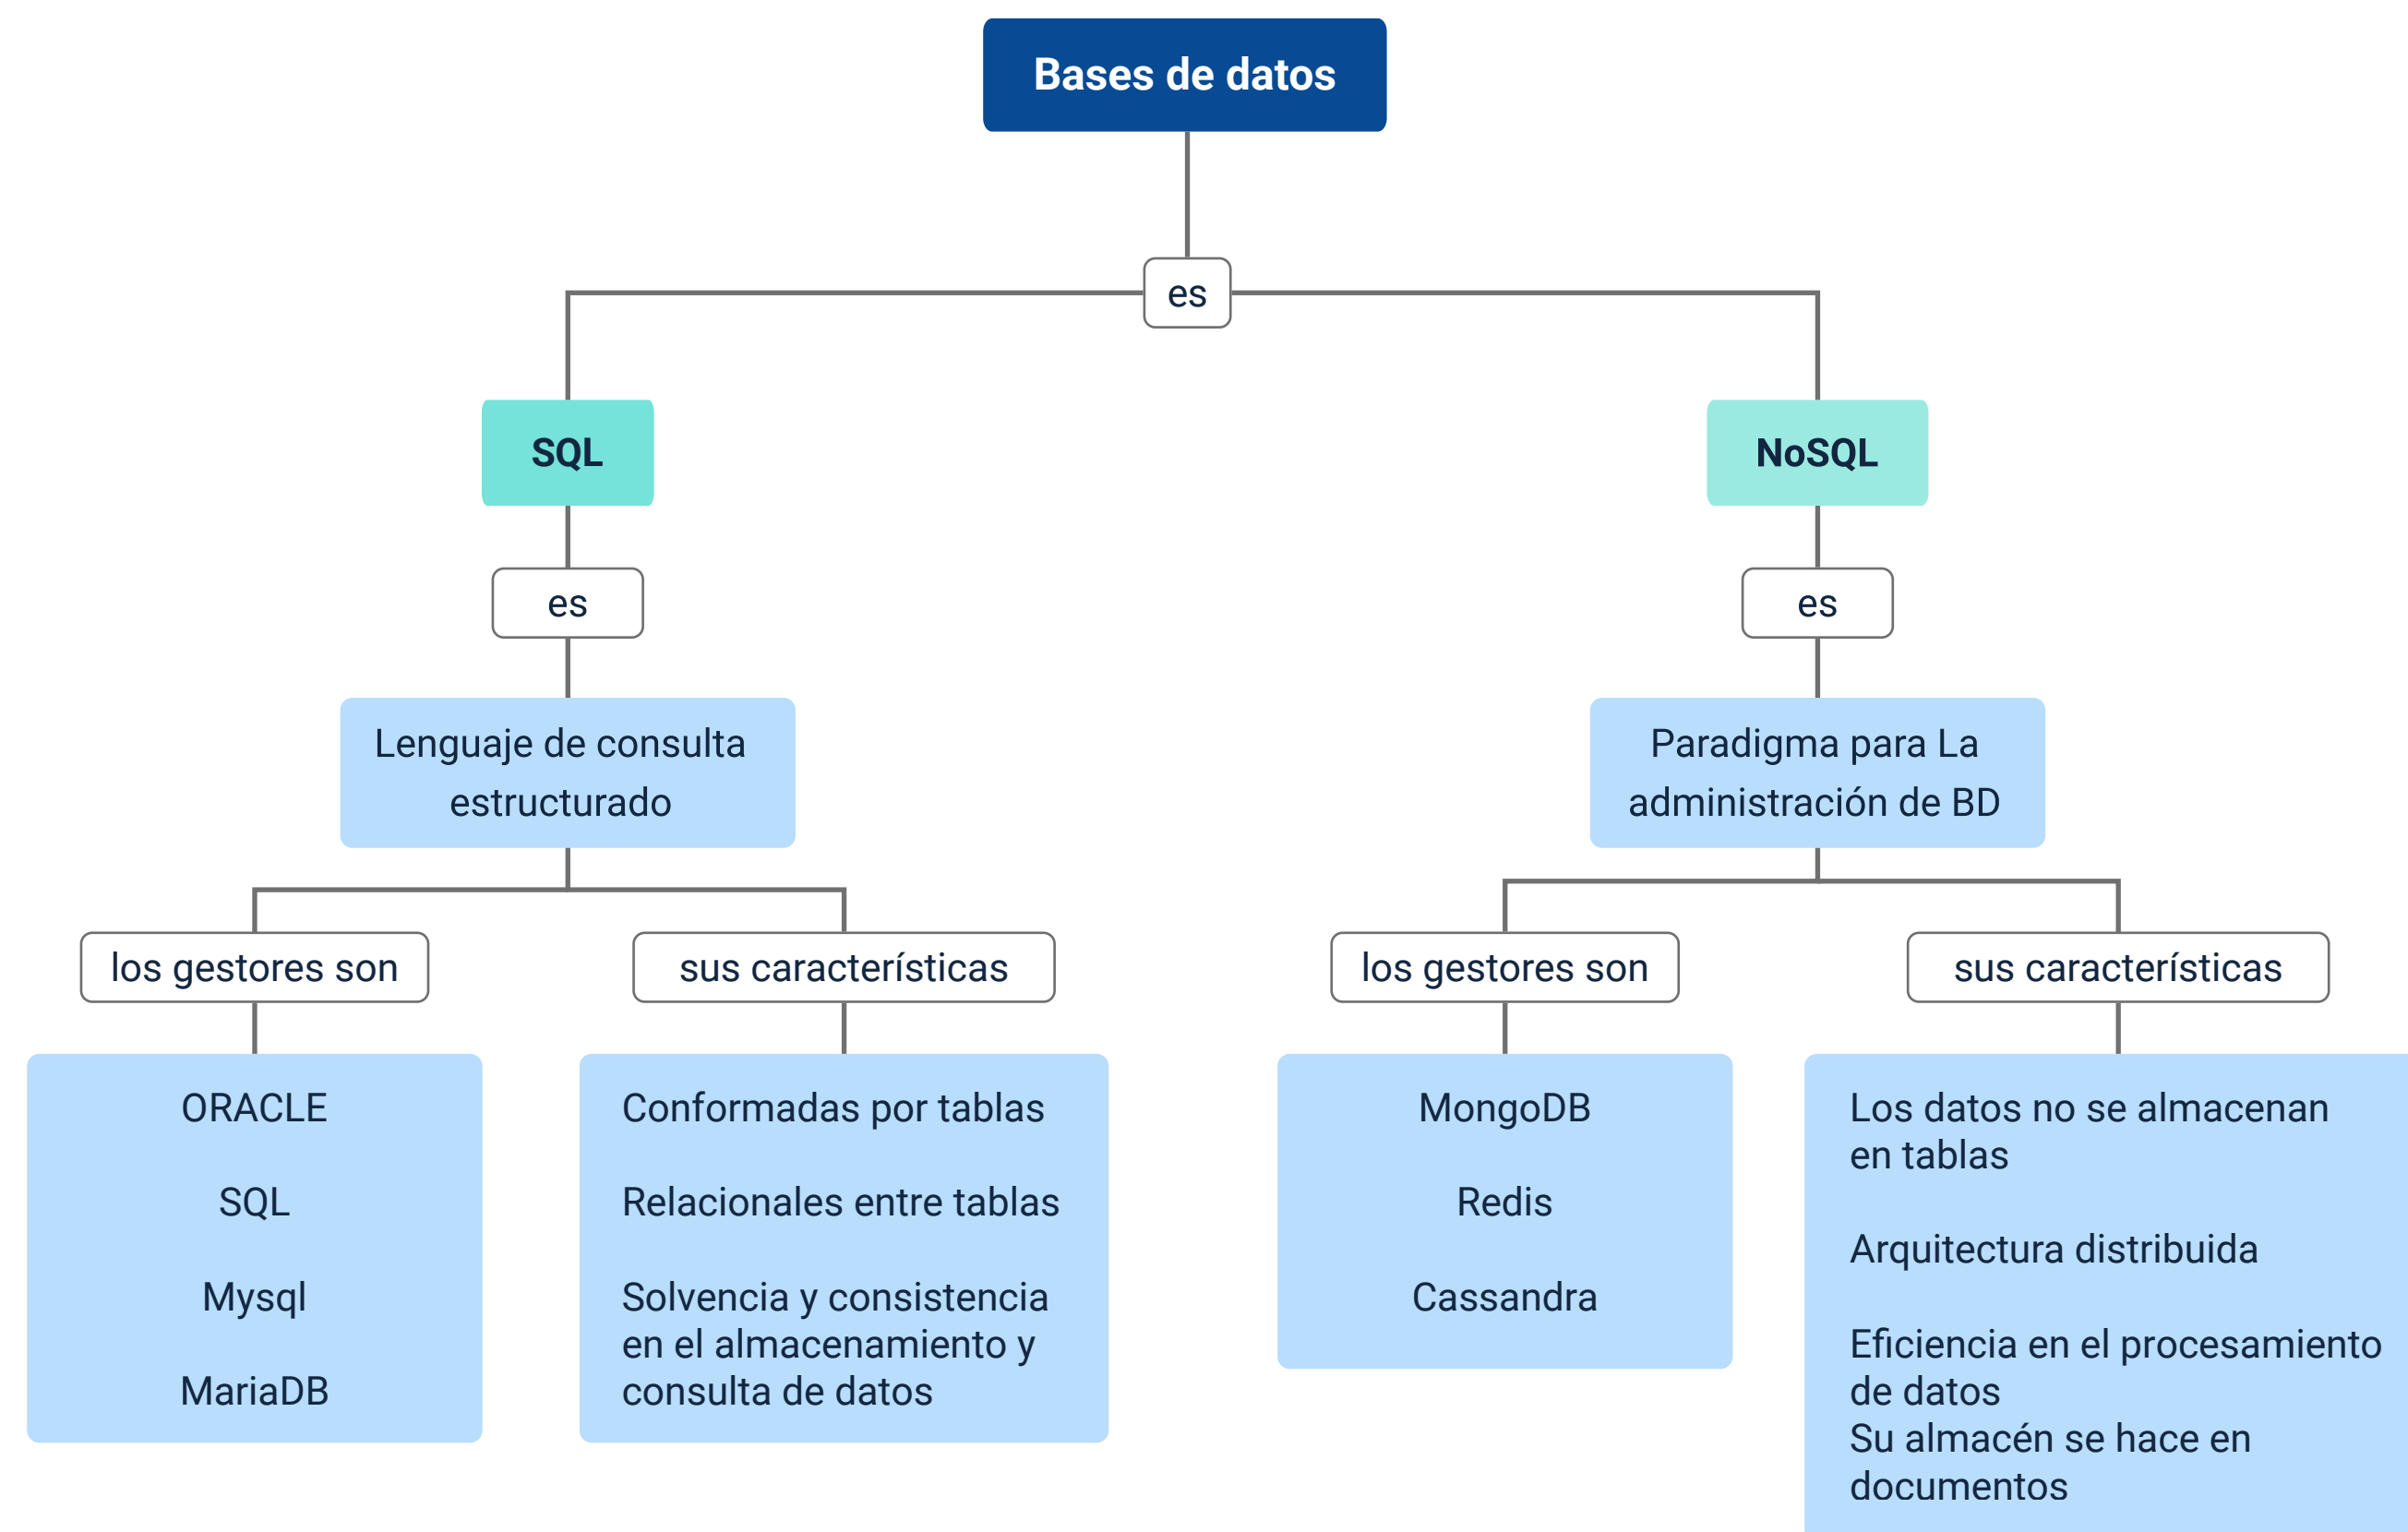 Bases de datos
es
SQL
NoSQL
es
es
Lenguaje de consulta
estructurado
Paradigma para La
administración de BD
los gestores son
sus características
los gestores son
sus características
ORACLE
SQL
Mysql
MariaDB
Conformadas por tablas
Relacionales entre tablas
Solvencia y consistencia
en el almacenamiento y
consulta de datos
MongoDB
Redis
Cassandra
Los datos no se almacenan
en tablas
Arquitectura distribuida
Eficiencia en el procesamiento
de datos
Su almacén se hace en
documentos